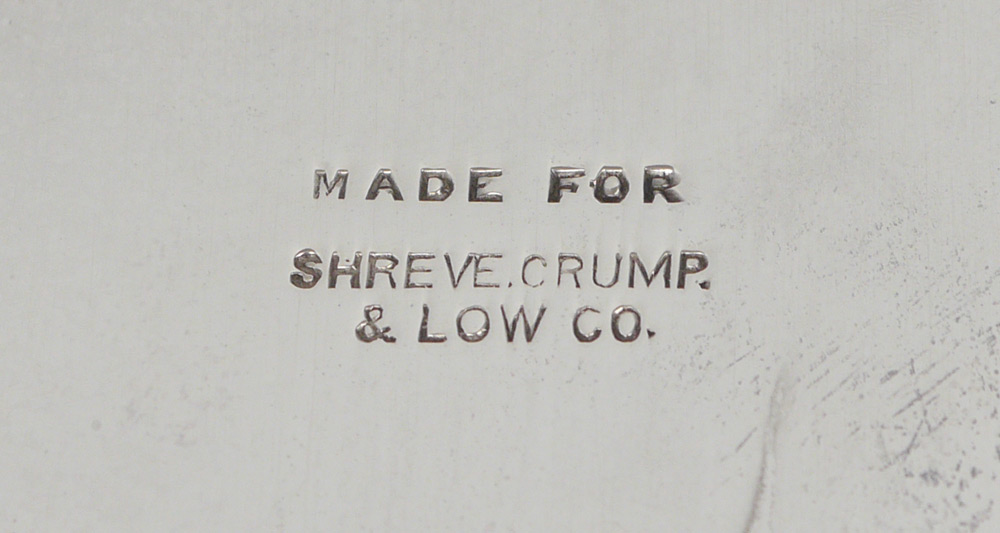 MADE FOR
SHREVE.CRUMP.
& LOW CO.